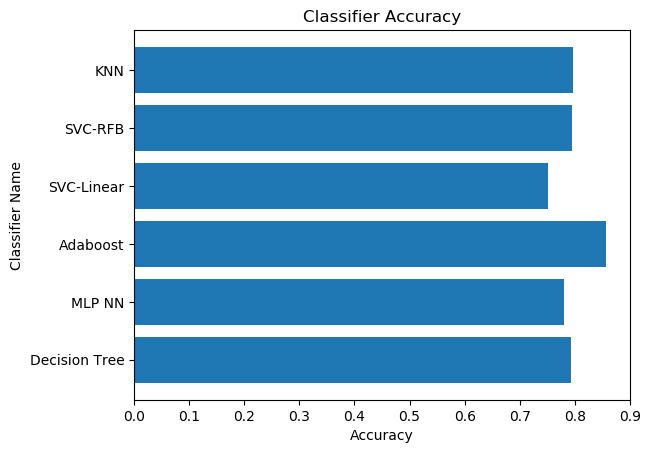 Classifier Accuracy
Classifier Name
KNN
SVC-RFB
SVC-Linear
Adaboost
MLP NN
Decision Tree
0.0 0.1 0.2 0.3 0.4 0.5 0.6 0.7 0.8 0.9
Accuracy